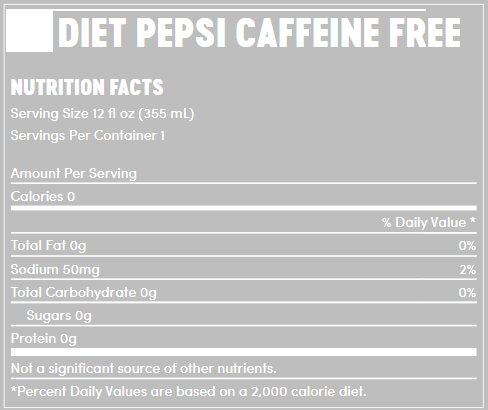 DIET PEPSI CAFFEINE FREE
NUTRITION FACTS
Serving Size 12 fl oz (355 mL)
Servings Per Container 1
Amount Per Serving
Calories 0
% Daily Value *
Total Fat 0g 0%
Sodium 50mg 2%
Total Carbohydrate 0g 0%
Sugars 0g
Protein 0g
Not a significant source of other nutrients.
*Percent Daily Values are based on a 2,000 calorie diet.